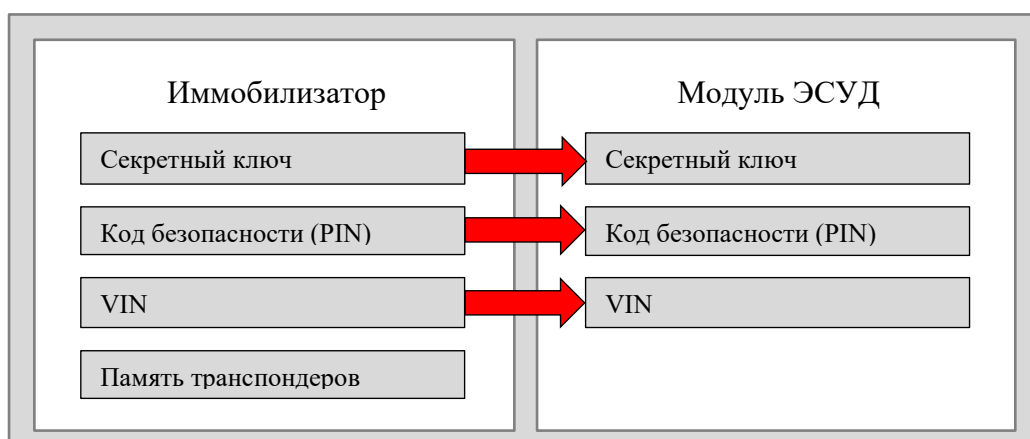 Иммобилизатор
Модуль ЭСУД
Секретный ключ
Секретный ключ
Код безопасности (PIN)
Код безопасности (PIN)
VIN
VIN
Память транспондеров